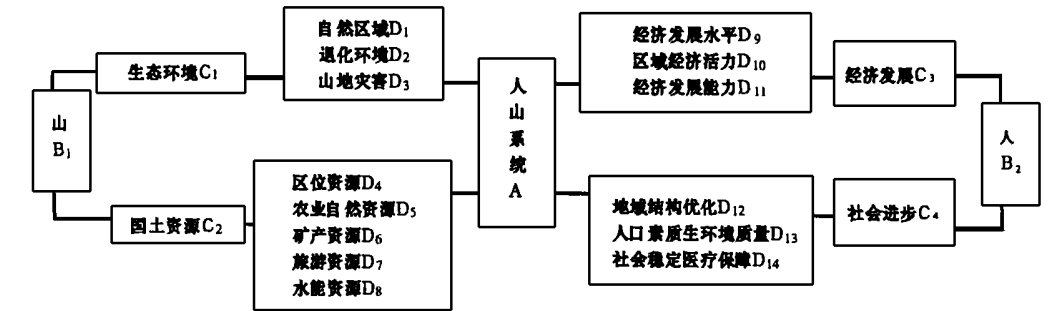 山
B₁
生态环境C₁
国土资源C₂
自然区域D₁
退化环境D₂
山地灾害D₃
区位资源D₄
农业自然资源D₅
矿产资源D₆
旅游资源D₇
水能资源D₈
人
山
系
统
A
经济发展水平D₉
区域经济活力D₁₀
经济发展能力D₁₁
地域结构优化D₁₂
人口素质生环境质量D₁₃
社会稳定医疗保障D₁₄
经济发展C₃
社会进步C₄
人
B₂